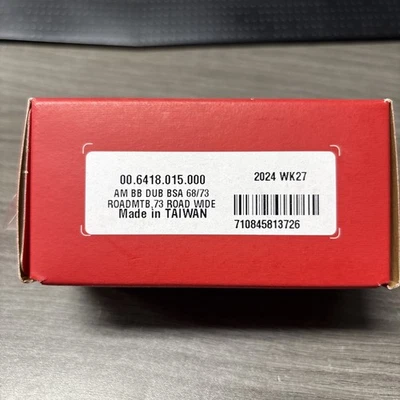 00.6418.015.000
2024 WK27
AM BB DUB BSA 68/73
ROADMTB,73 ROAD WIDE
Made in TAIWAN
710845813726